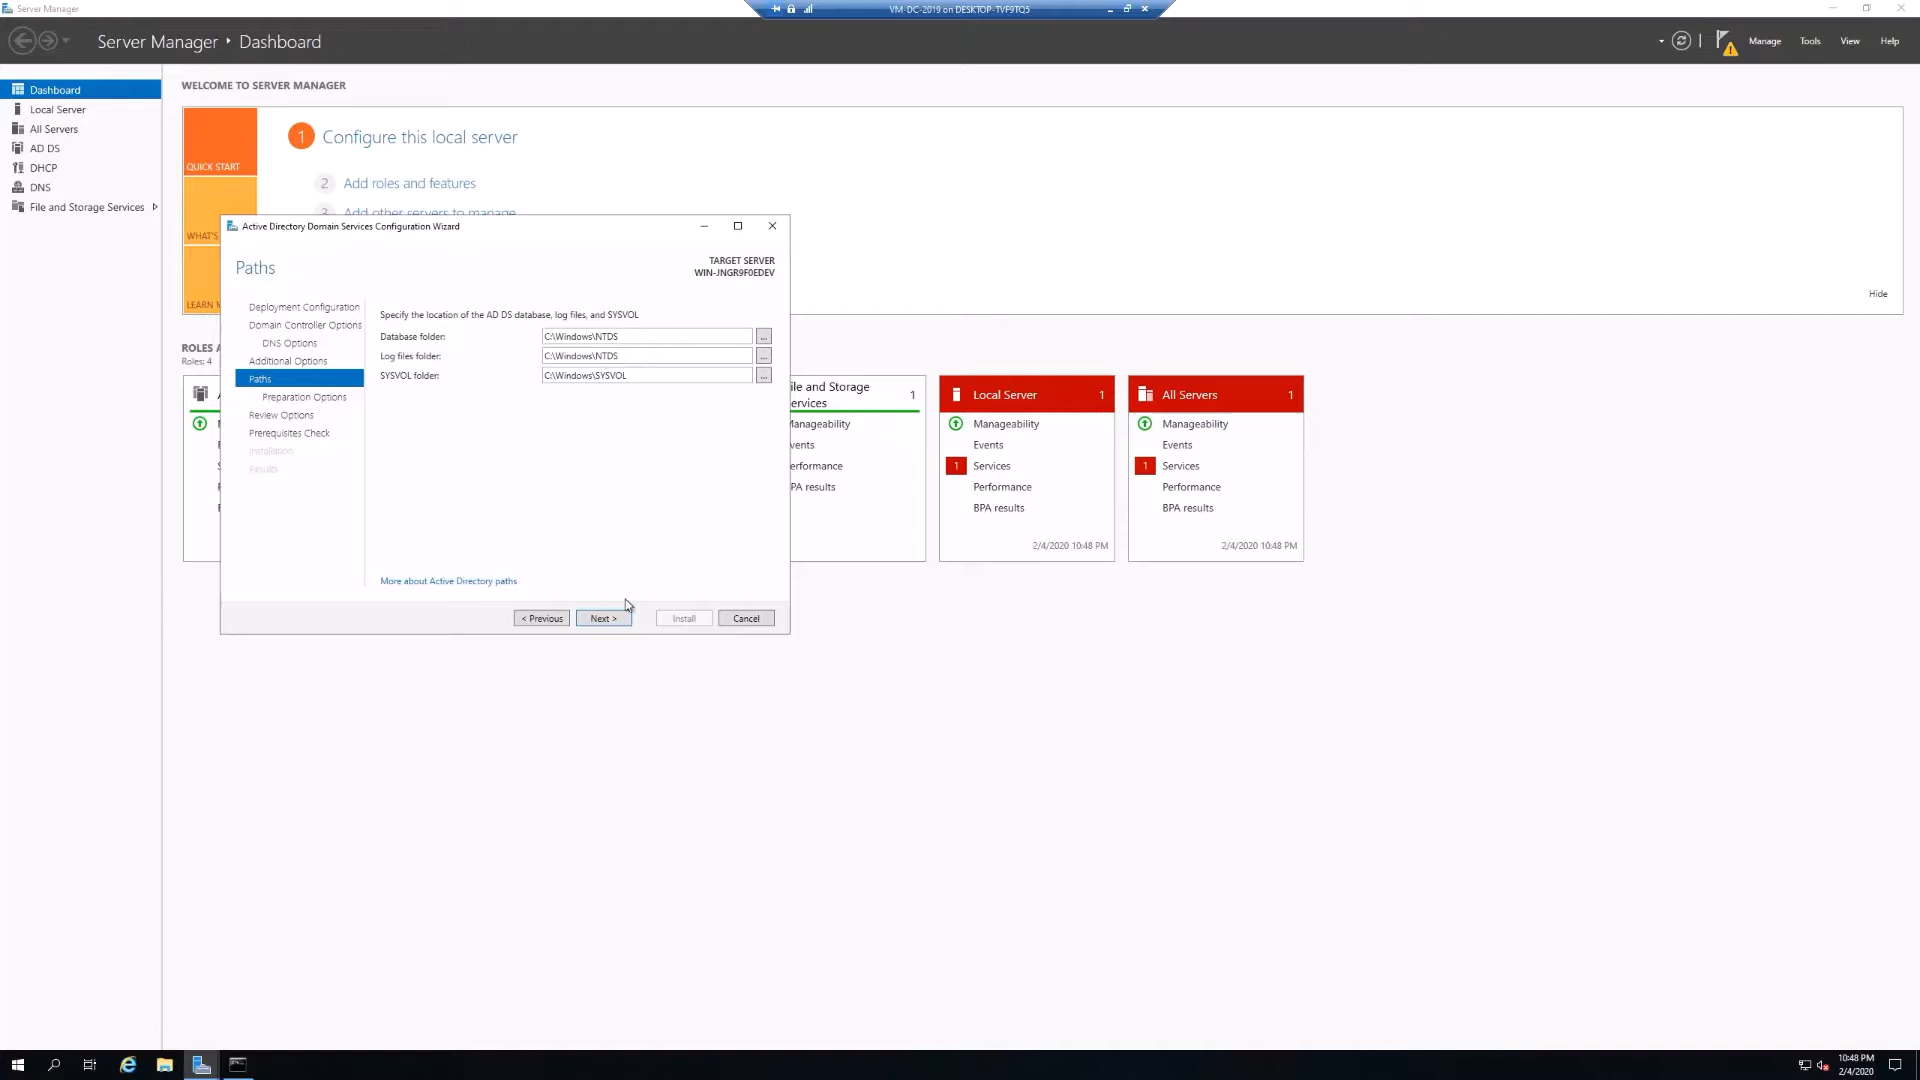 Server Manager
VM-DC-2019 on DESKTOP-TVF9TQ5
Server Manager ‣ Dashboard
Manage
Tools
View
Help
Dashboard
Local Server
All Servers
AD DS
DHCP
DNS
File and Storage Services
WELCOME TO SERVER MANAGER
QUICK START
1 Configure this local server
2 Add roles and features
3 Add other servers to manage
WHAT'S
LEARN M
Hide
Active Directory Domain Services Configuration Wizard
Paths
TARGET SERVER
WIN-JNGR9F0EDEV
Deployment Configuration
Domain Controller Options
DNS Options
Additional Options
Paths
Preparation Options
Review Options
Prerequisites Check
Installation
Results
Specify the location of the AD DS database, log files, and SYSVOL
Database folder:
C:\Windows\NTDS
...
Log files folder:
C:\Windows\NTDS
...
SYSVOL folder:
C:\Windows\SYSVOL
...
More about Active Directory paths
< Previous
Next >
Install
Cancel
ROLES A
Roles: 4
ile and Storage
ervices
1
Manageability
vents
erformance
PA results
Local Server
1
Manageability
Events
1 Services
Performance
BPA results
2/4/2020 10:48 PM
All Servers
1
Manageability
Events
1 Services
Performance
BPA results
2/4/2020 10:48 PM
10:48 PM
2/4/2020